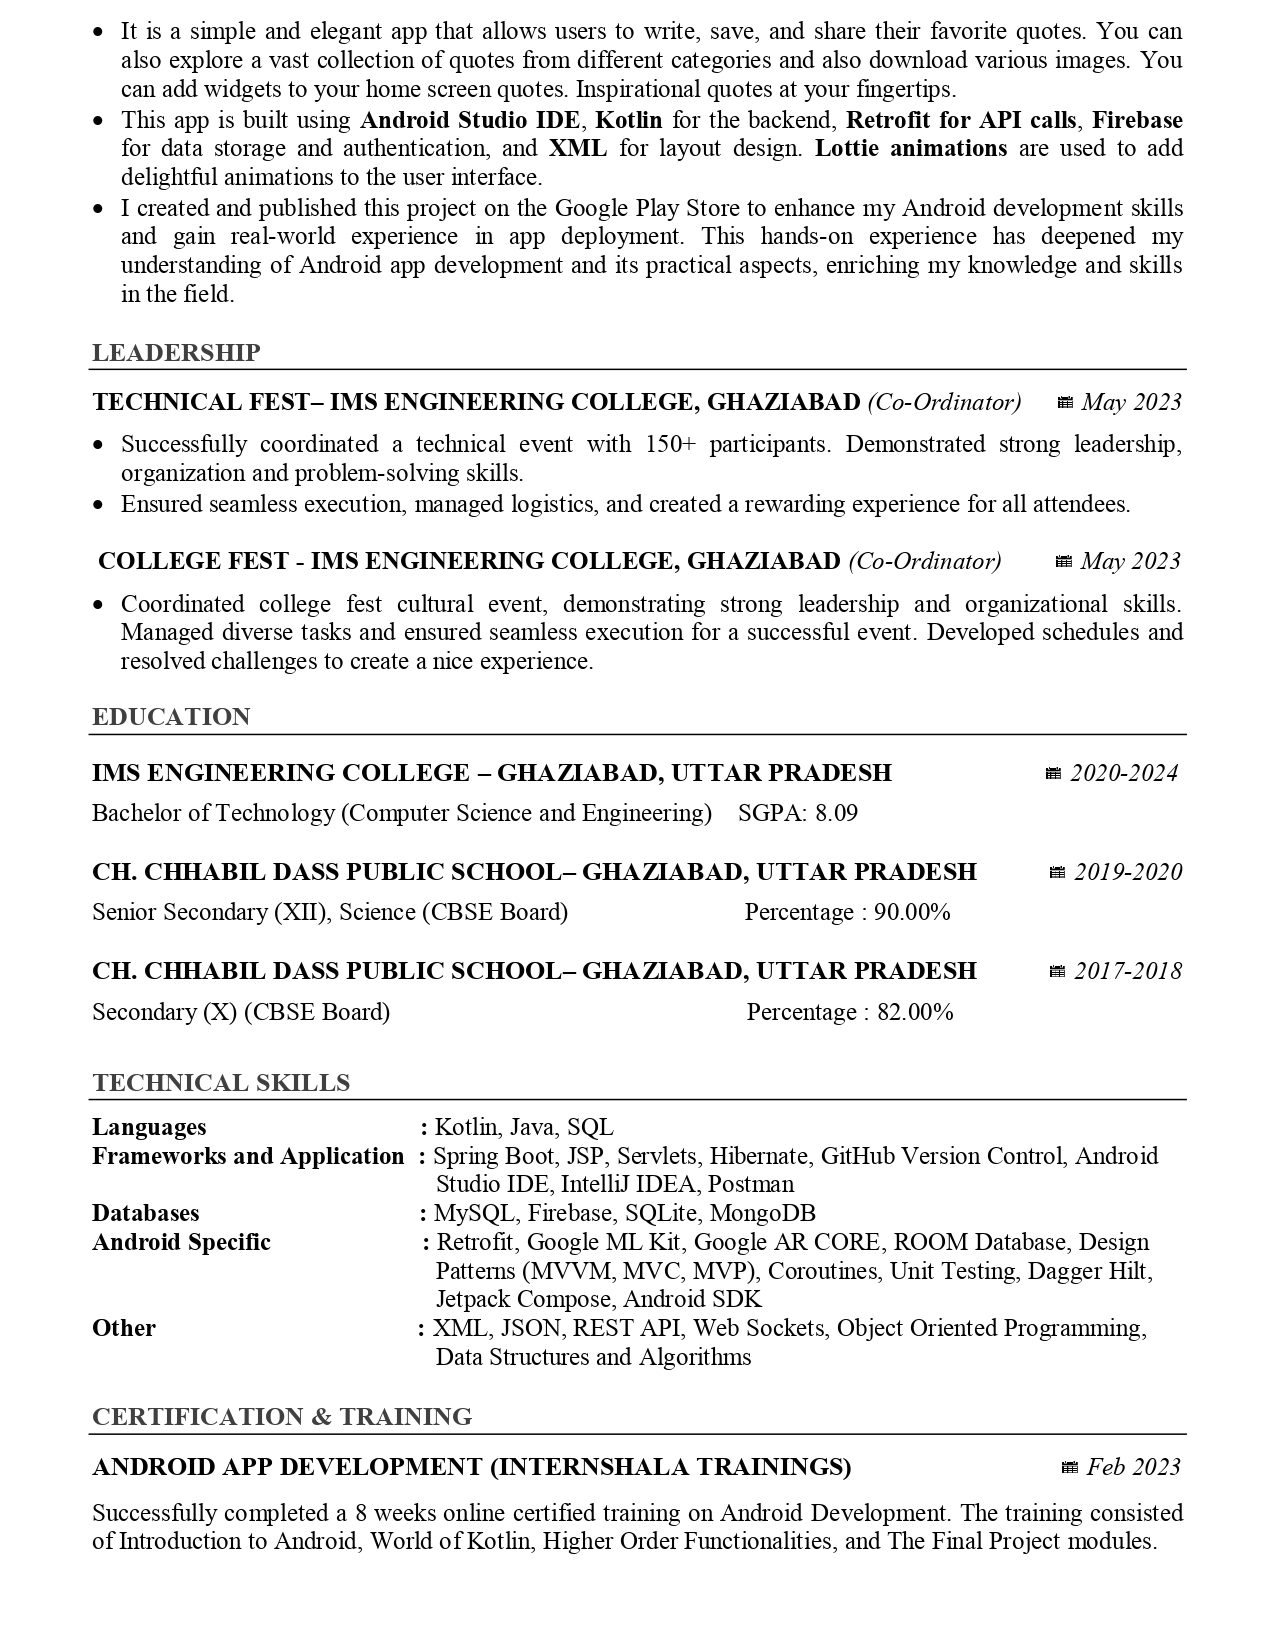 • It is a simple and elegant app that allows users to write, save, and share their favorite quotes. You can
also explore a vast collection of quotes from different categories and also download various images. You
can add widgets to your home screen quotes. Inspirational quotes at your fingertips.
• This app is built using Android Studio IDE, Kotlin for the backend, Retrofit for API calls, Firebase
for data storage and authentication, and XML for layout design. Lottie animations are used to add
delightful animations to the user interface.
• I created and published this project on the Google Play Store to enhance my Android development skills
and gain real-world experience in app deployment. This hands-on experience has deepened my
understanding of Android app development and its practical aspects, enriching my knowledge and skills
in the field.
LEADERSHIP
TECHNICAL FEST– IMS ENGINEERING COLLEGE, GHAZIABAD (Co-Ordinator) May 2023
• Successfully coordinated a technical event with 150+ participants. Demonstrated strong leadership,
organization and problem-solving skills.
• Ensured seamless execution, managed logistics, and created a rewarding experience for all attendees.
COLLEGE FEST - IMS ENGINEERING COLLEGE, GHAZIABAD (Co-Ordinator) May 2023
• Coordinated college fest cultural event, demonstrating strong leadership and organizational skills.
Managed diverse tasks and ensured seamless execution for a successful event. Developed schedules and
resolved challenges to create a nice experience.
EDUCATION
IMS ENGINEERING COLLEGE – GHAZIABAD, UTTAR PRADESH 2020-2024
Bachelor of Technology (Computer Science and Engineering) SGPA: 8.09
CH. CHHABIL DASS PUBLIC SCHOOL– GHAZIABAD, UTTAR PRADESH 2019-2020
Senior Secondary (XII), Science (CBSE Board) Percentage : 90.00%
CH. CHHABIL DASS PUBLIC SCHOOL– GHAZIABAD, UTTAR PRADESH 2017-2018
Secondary (X) (CBSE Board) Percentage : 82.00%
TECHNICAL SKILLS
Languages : Kotlin, Java, SQL
Frameworks and Application : Spring Boot, JSP, Servlets, Hibernate, GitHub Version Control, Android
Studio IDE, IntelliJ IDEA, Postman
Databases : MySQL, Firebase, SQLite, MongoDB
Android Specific : Retrofit, Google ML Kit, Google AR CORE, ROOM Database, Design
Patterns (MVVM, MVC, MVP), Coroutines, Unit Testing, Dagger Hilt,
Jetpack Compose, Android SDK
Other : XML, JSON, REST API, Web Sockets, Object Oriented Programming,
Data Structures and Algorithms
CERTIFICATION & TRAINING
ANDROID APP DEVELOPMENT (INTERNSHALA TRAININGS) Feb 2023
Successfully completed a 8 weeks online certified training on Android Development. The training consisted
of Introduction to Android, World of Kotlin, Higher Order Functionalities, and The Final Project modules.